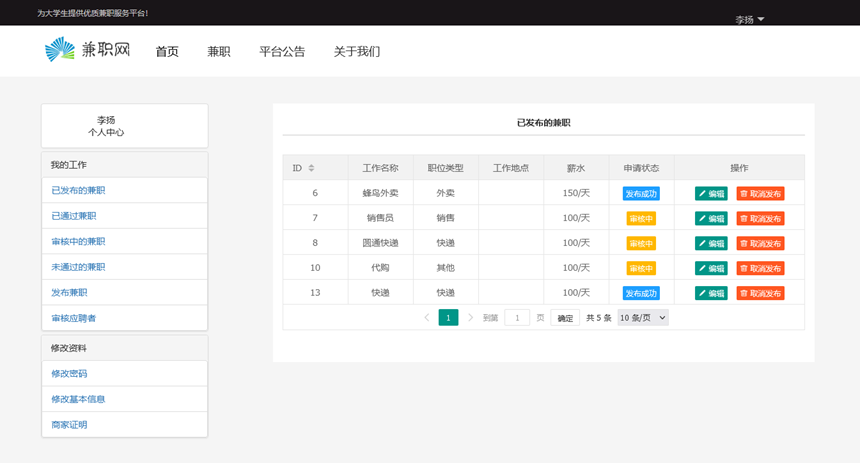 为大学生提供优质兼职服务平台!
李扬
兼职网 首页 兼职 平台公告 关于我们
李扬
个人中心
我的工作
已发布的兼职
已通过兼职
审核中的兼职
未通过的兼职
发布兼职
审核应聘者
修改资料
修改密码
修改基本信息
商家证明
已发布的兼职
ID 工作名称 职位类型 工作地点 薪水 申请状态 操作
6 蜂鸟外卖 外卖 150/天 发布成功 编辑 取消发布
7 销售员 销售 100/天 审核中 编辑 取消发布
8 圆通快递 快递 100/天 审核中 编辑 取消发布
10 代购 其他 100/天 审核中 编辑 取消发布
13 快递 快递 100/天 发布成功 编辑 取消发布
1 到第 1 页 确定 共 5 条 10 条/页